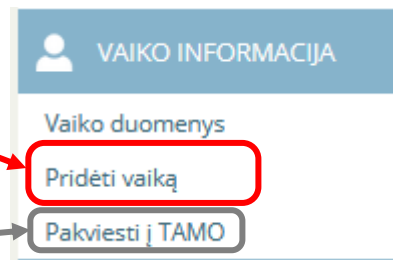 VAIKO INFORMACIJA
Vaiko duomenys
Pridėti vaiką
Pakviesti į TAMO